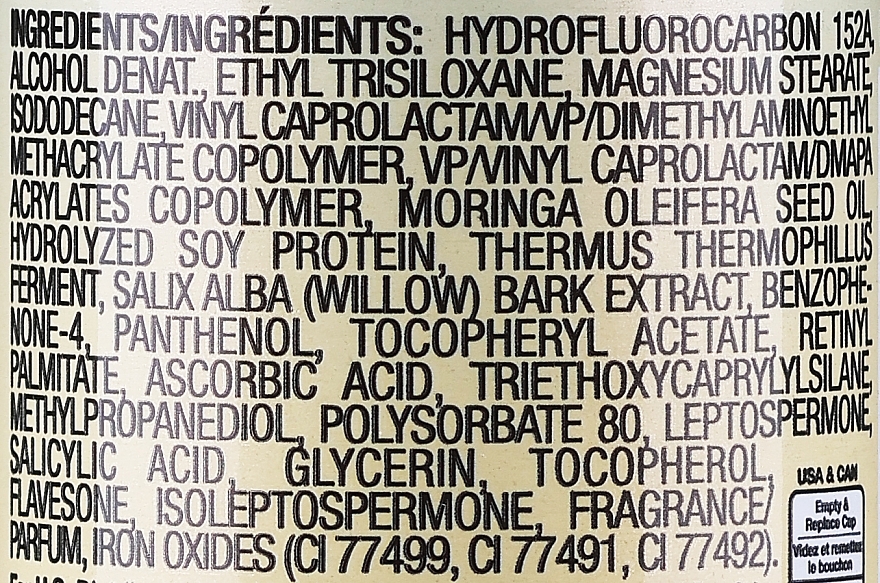 INGREDIENTS/INGRÉDIENTS: HYDROFLUOROCARBON 152A,
ALCOHOL DENAT., ETHYL TRISILOXANE, MAGNESIUM STEARATE,
ISODODECANE, VINYL CAPROLACTAM/VP/DIMETHYLAMINOETHYL
METHACRYLATE COPOLYMER, VP/VINYL CAPROLACTAM/DMAPA
ACRYLATES COPOLYMER, MORINGA OLEIFERA SEED OIL,
HYDROLYZED SOY PROTEIN, THERMUS THERMOPHILLUS
FERMENT, SALIX ALBA (WILLOW) BARK EXTRACT, BENZOPHE-
NONE-4, PANTHENOL, TOCOPHERYL ACETATE, RETINYL
PALMITATE, ASCORBIC ACID, TRIETHOXYCAPRYLYLSILANE,
METHYLPROPANEDIOL, POLYSORBATE 80, LEPTOSPERMONE,
SALICYLIC ACID, GLYCERIN, TOCOPHEROL,
FLAVESONE, ISOLEPTOSPERMONE, FRAGRANCE/
PARFUM, IRON OXIDES (CI 77499, CI 77491, CI 77492).
USA & CAN
Empty &
Replace Cap
Videz et remettez
le bouchon